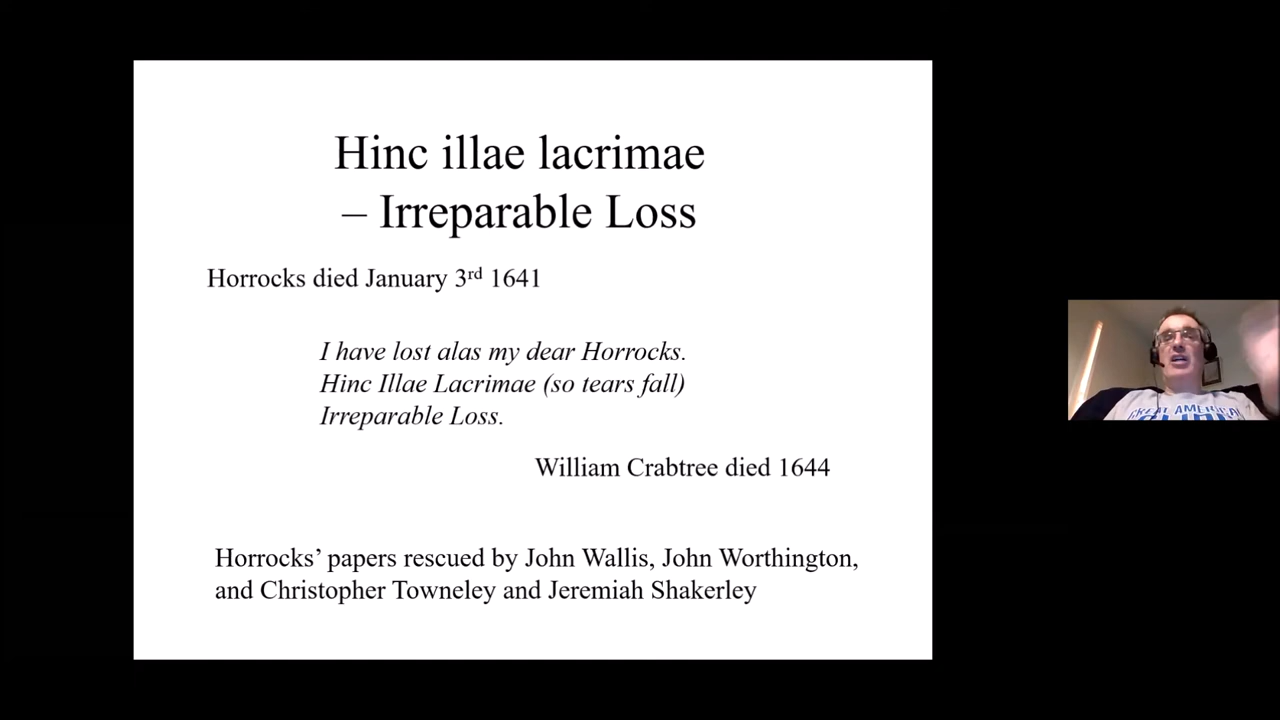 Hinc illae lacrimae
– Irreparable Loss
Horrocks died January 3rd 1641
I have lost alas my dear Horrocks.
Hinc Illae Lacrimae (so tears fall)
Irreparable Loss.
William Crabtree died 1644
Horrocks’ papers rescued by John Wallis, John Worthington,
and Christopher Towneley and Jeremiah Shakerley
GREAT AMERICAN